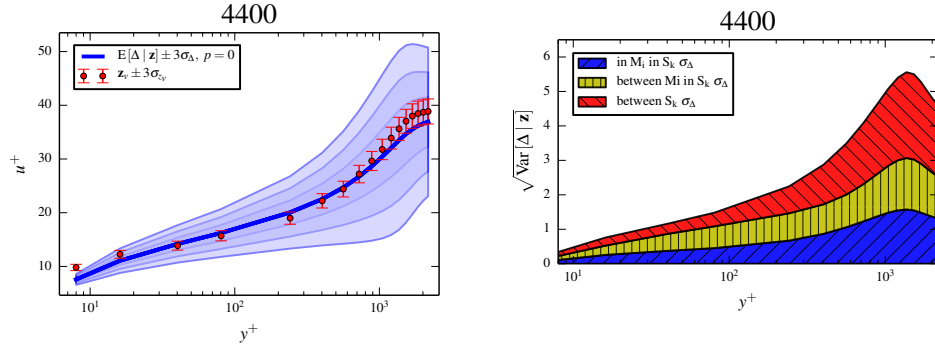 4400
E[Δ | z] ± 3σ_Δ, p = 0
z_v ± 3σ_{z_v}
50
40
30
20
10
u⁺
10¹ 10² 10³
y⁺
4400
in M_i in S_k σ_Δ
between Mi in S_k σ_Δ
between S_k σ_Δ
6
5
4
3
2
1
0
√Var[Δ | z]
10¹ 10² 10³
y⁺